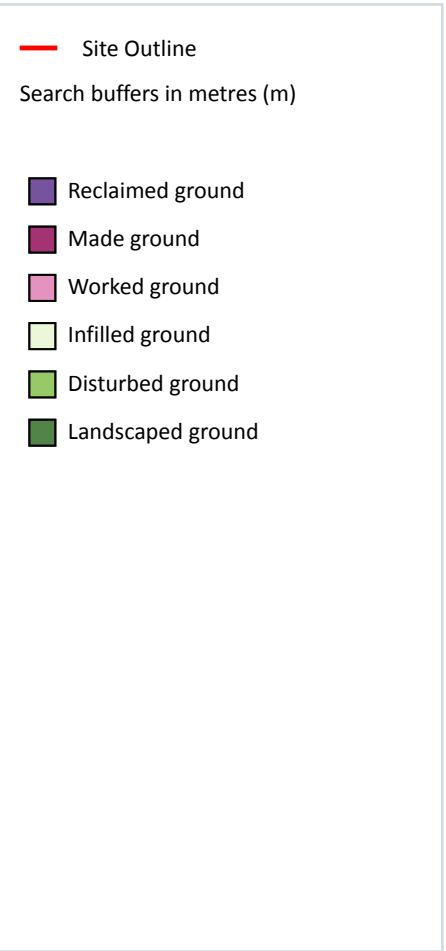 Site Outline
Search buffers in metres (m)
Reclaimed ground
Made ground
Worked ground
Infilled ground
Disturbed ground
Landscaped ground